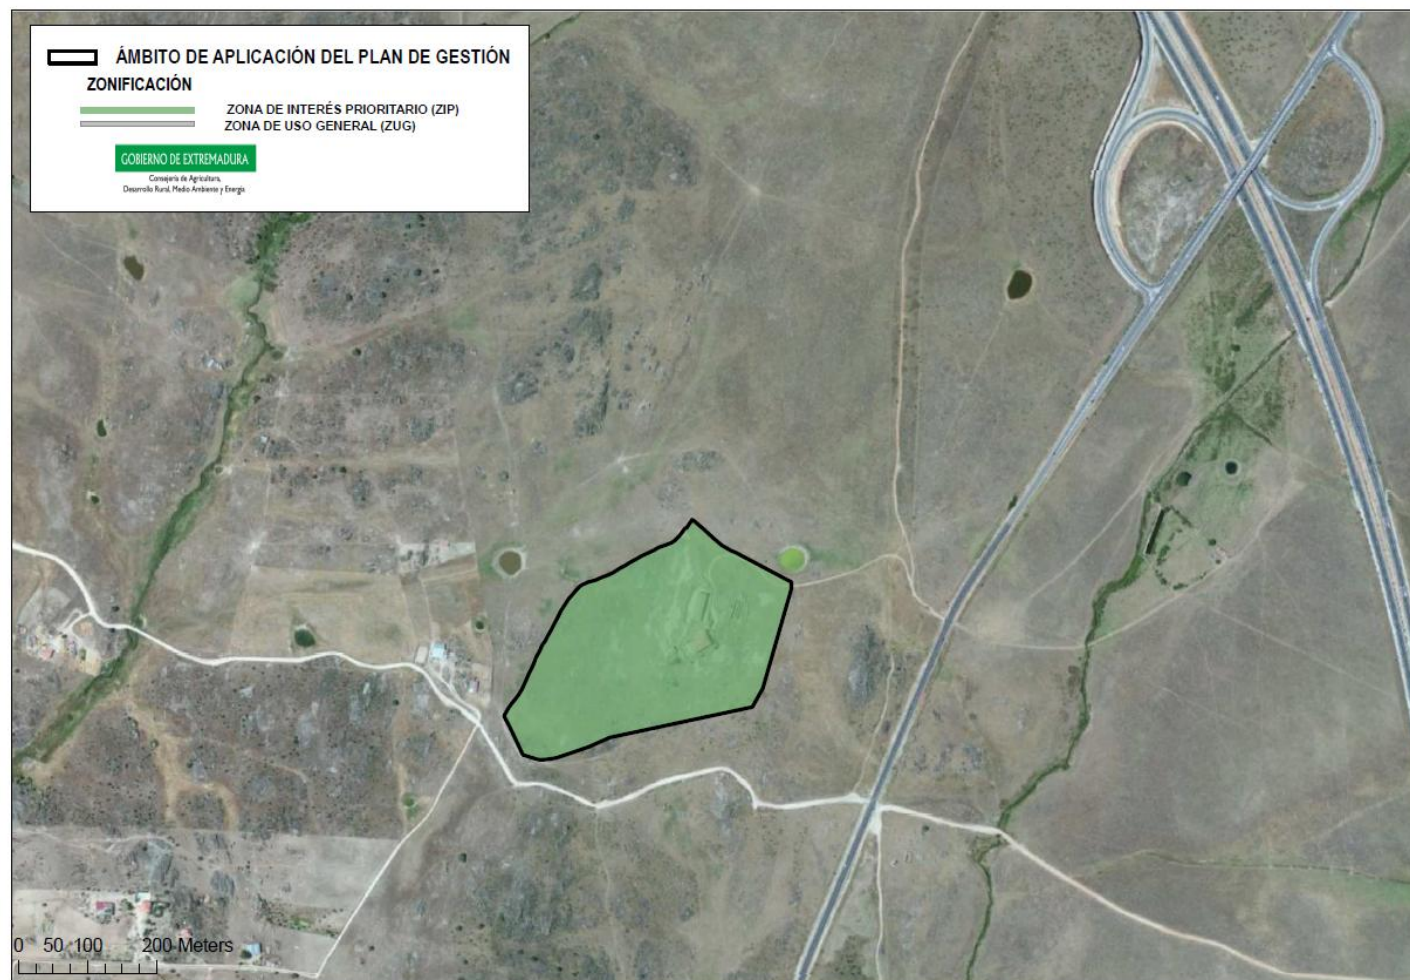 ÁMBITO DE APLICACIÓN DEL PLAN DE GESTIÓN
ZONIFICACIÓN
ZONA DE INTERÉS PRIORITARIO (ZIP)
ZONA DE USO GENERAL (ZUG)
GOBIERNO DE EXTREMADURA
Consejería de Agricultura,
Desarrollo Rural, Medio Ambiente y Energía
0 50 100 200 Meters